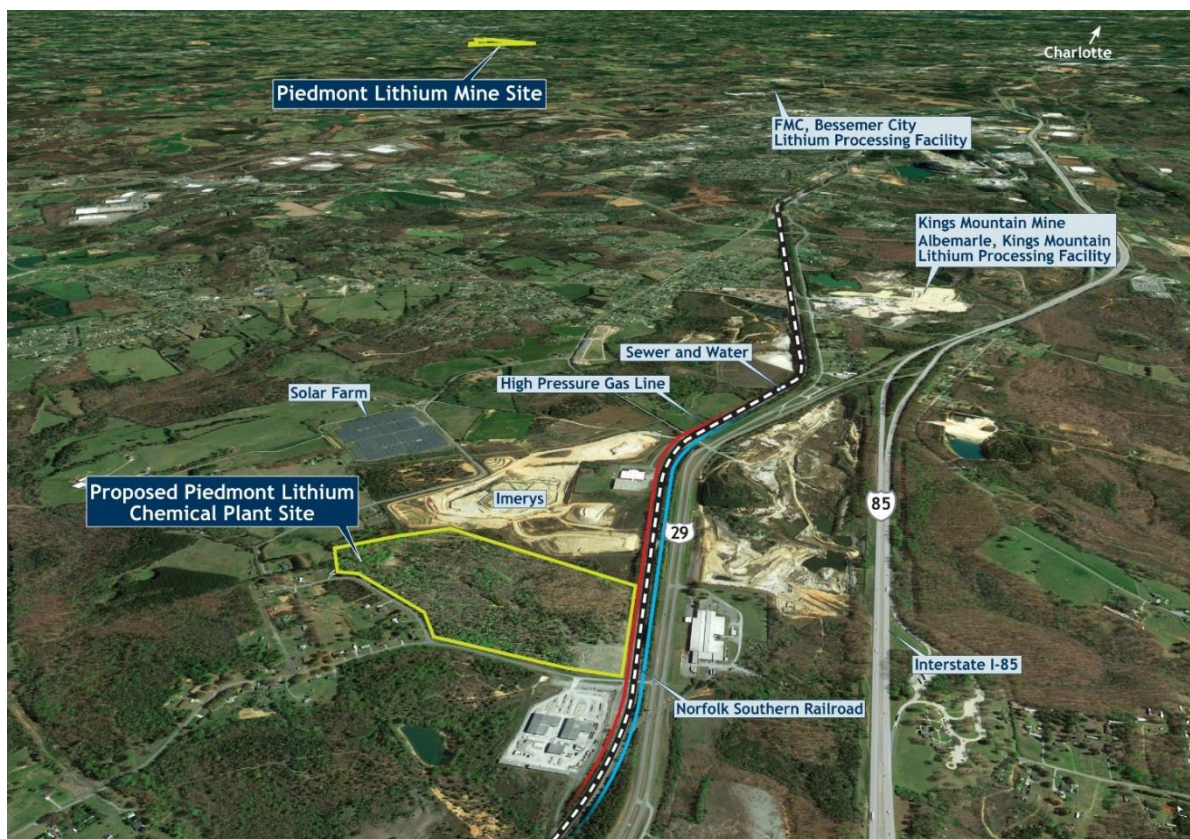 Charlotte
Piedmont Lithium Mine Site
FMC, Bessemer City
Lithium Processing Facility
Kings Mountain Mine
Albemarle, Kings Mountain
Lithium Processing Facility
Sewer and Water
High Pressure Gas Line
Solar Farm
Proposed Piedmont Lithium
Chemical Plant Site
Imerys
85
29
Interstate I-85
Norfolk Southern Railroad